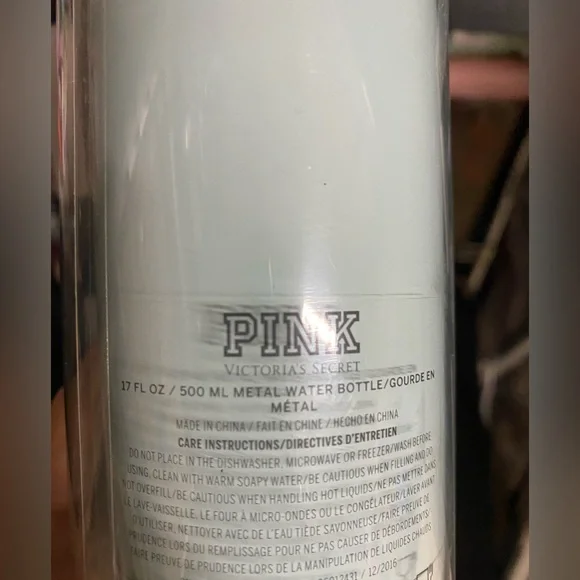 PINK
VICTORIA'S SECRET
17 FL OZ / 500 ML METAL WATER BOTTLE/GOURDE EN
MÉTAL
MADE IN CHINA / FAIT EN CHINE / HECHO EN CHINA
CARE INSTRUCTIONS/DIRECTIVES D'ENTRETIEN
DO NOT PLACE IN THE DISHWASHER, MICROWAVE OR FREEZER/WASH BEFORE
USING. CLEAN WITH WARM SOAPY WATER/BE CAUTIOUS WHEN FILLING AND DO
NOT OVERFILL/BE CAUTIOUS WHEN HANDLING HOT LIQUIDS/NE PAS METTRE DANS
LE LAVE-VAISSELLE, LE FOUR À MICRO-ONDES OU LE CONGÉLATEUR/LAVER AVANT
D'UTILISER. NETTOYER AVEC DE L'EAU TIÈDE SAVONNEUSE/FAIRE PREUVE DE
PRUDENCE LORS DU REMPLISSAGE POUR NE PAS CAUSER DE DÉBORDEMENTS/
FAIRE PREUVE DE PRUDENCE LORS DE LA MANIPULATION DE LIQUIDES CHAUDS
/ 12/2016